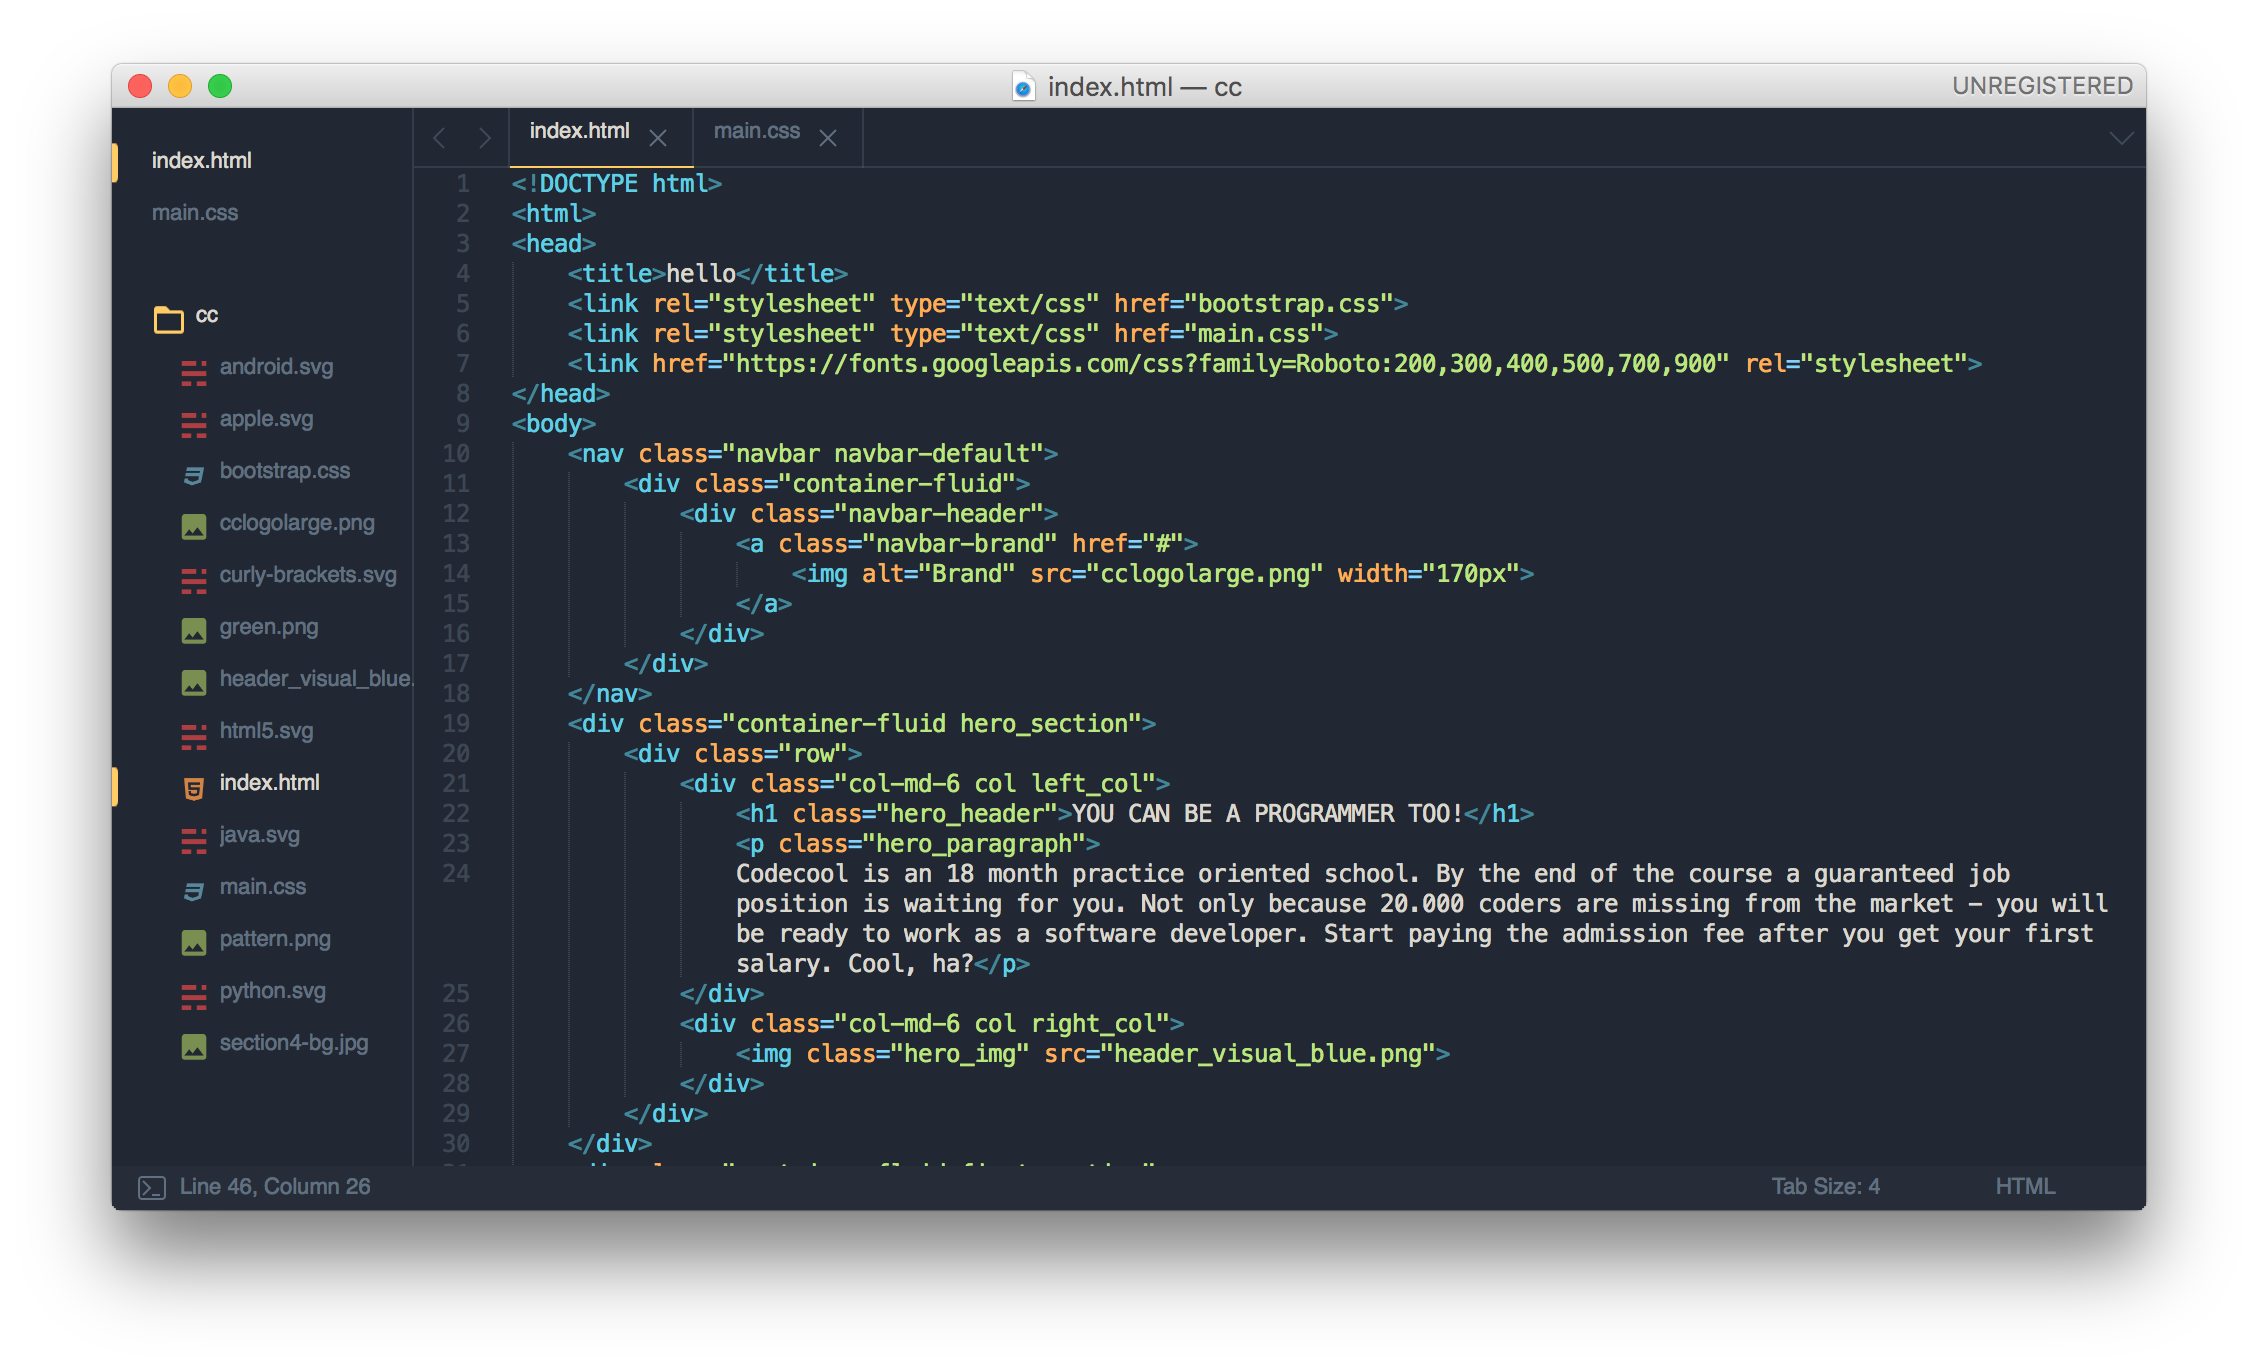 index.html — cc
UNREGISTERED
index.html
main.css
cc
android.svg
apple.svg
bootstrap.css
cclogolarge.png
curly-brackets.svg
green.png
header_visual_blue.
html5.svg
index.html
java.svg
main.css
pattern.png
python.svg
section4-bg.jpg
index.html
main.css
1 <!DOCTYPE html>
2 <html>
3 <head>
4     <title>hello</title>
5     <link rel="stylesheet" type="text/css" href="bootstrap.css">
6     <link rel="stylesheet" type="text/css" href="main.css">
7     <link href="https://fonts.googleapis.com/css?family=Roboto:200,300,400,500,700,900" rel="stylesheet">
8 </head>
9 <body>
10     <nav class="navbar navbar-default">
11         <div class="container-fluid">
12             <div class="navbar-header">
13                 <a class="navbar-brand" href="#">
14                     <img alt="Brand" src="cclogolarge.png" width="170px">
15                 </a>
16             </div>
17         </div>
18     </nav>
19     <div class="container-fluid hero_section">
20         <div class="row">
21             <div class="col-md-6 col left_col">
22                 <h1 class="hero_header">YOU CAN BE A PROGRAMMER TOO!</h1>
23                 <p class="hero_paragraph">
24                 Codecool is an 18 month practice oriented school. By the end of the course a guaranteed job
position is waiting for you. Not only because 20.000 coders are missing from the market - you will
be ready to work as a software developer. Start paying the admission fee after you get your first
salary. Cool, ha?</p>
25             </div>
26             <div class="col-md-6 col right_col">
27                 <img class="hero_img" src="header_visual_blue.png">
28             </div>
29         </div>
30     </div>
Line 46, Column 26
Tab Size: 4
HTML